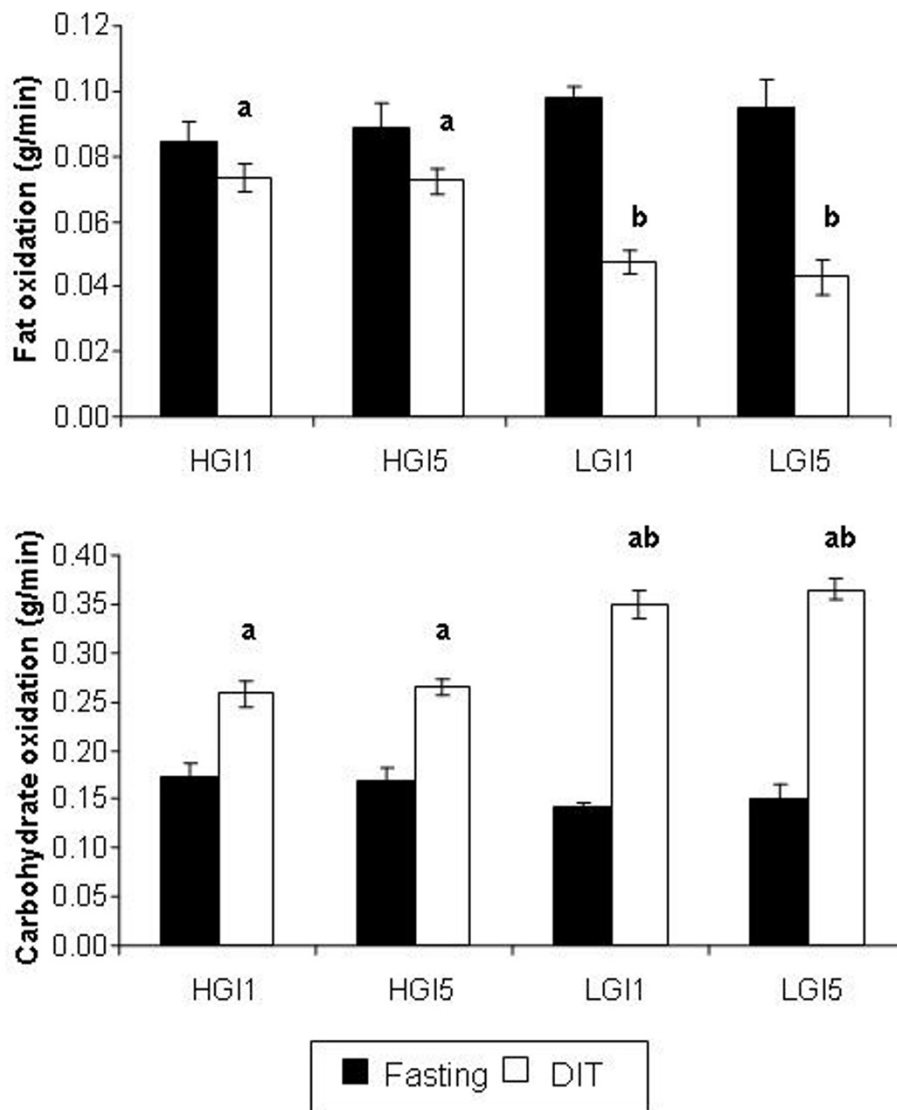 Fat oxidation (g/min)
0.12
0.10
0.08
0.06
0.04
0.02
0.00
a
a
b
b
HGI1 HGI5 LGI1 LGI5
Carbohydrate oxidation (g/min)
0.40
0.35
0.30
0.25
0.20
0.15
0.10
0.05
0.00
a
a
ab
ab
HGI1 HGI5 LGI1 LGI5
Fasting DIT